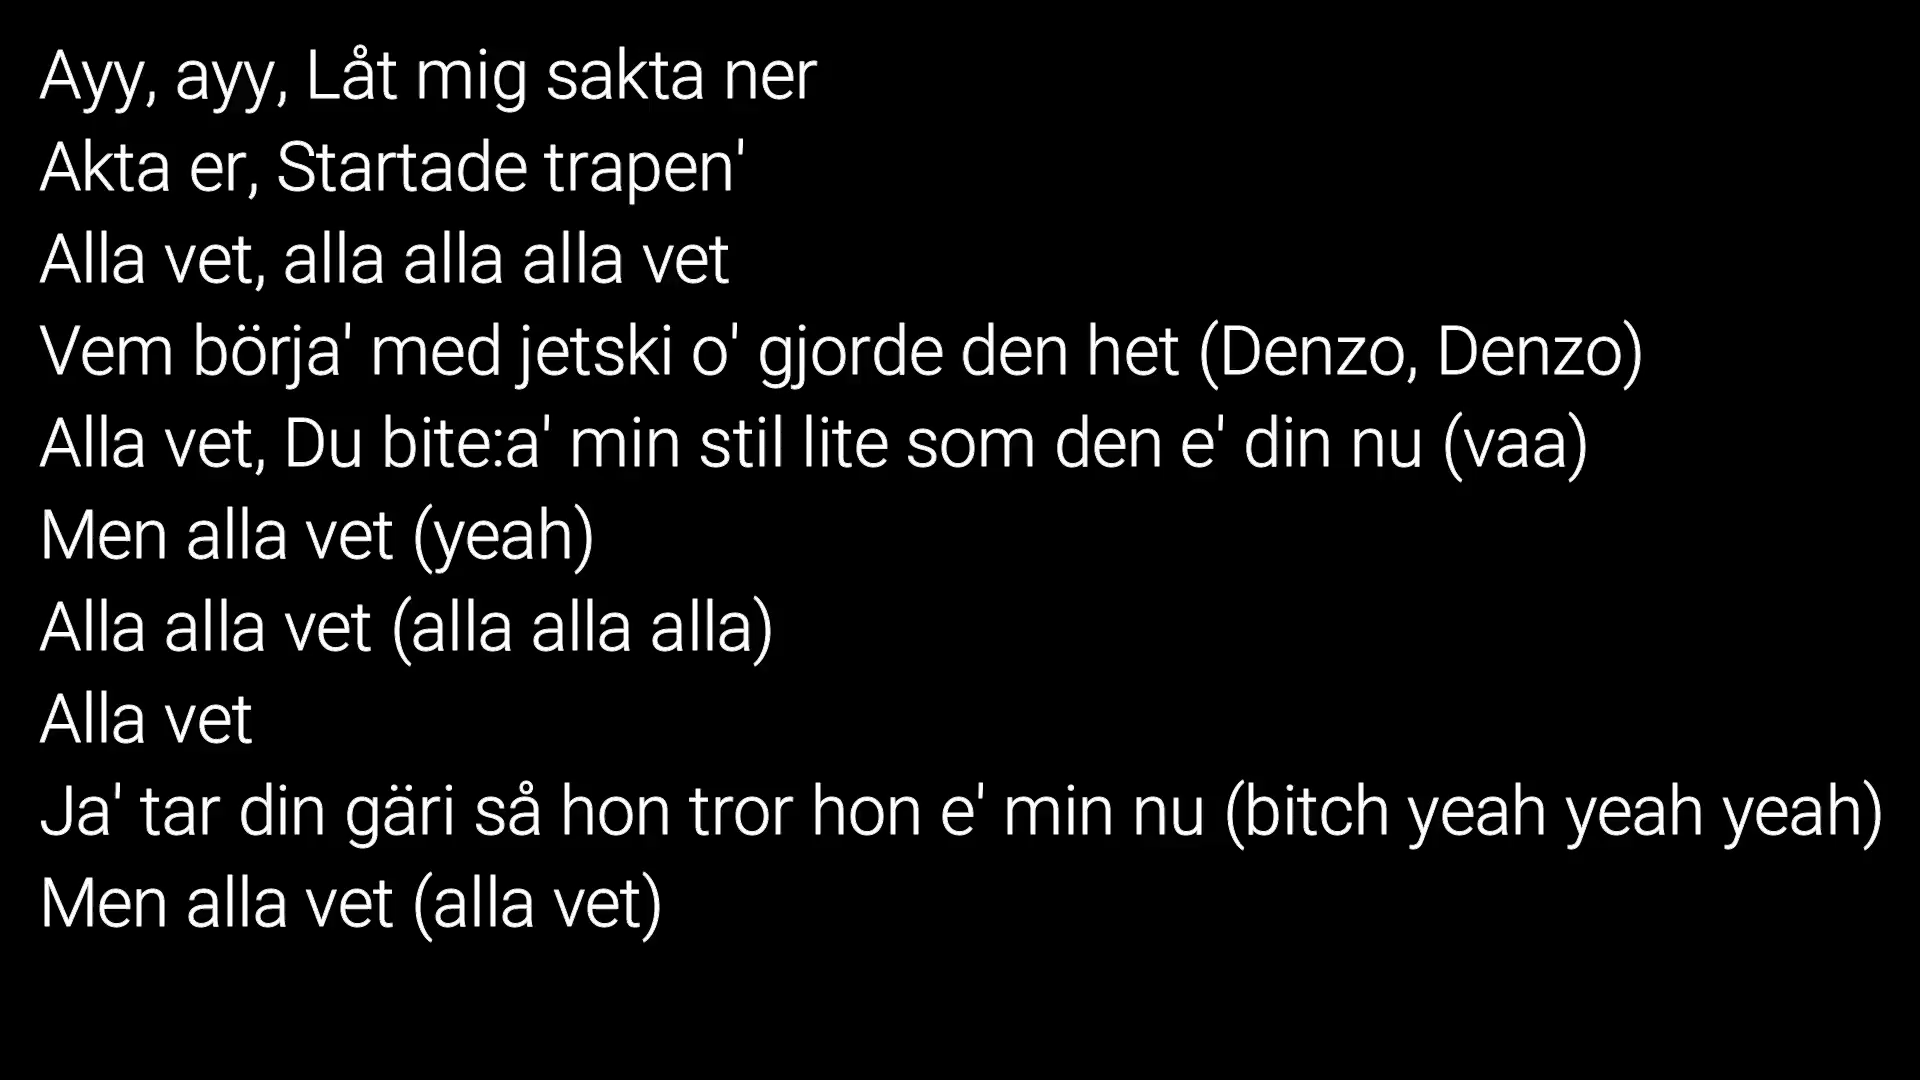 Ayy, ayy, Låt mig sakta ner
Akta er, Startade trapen'
Alla vet, alla alla alla vet
Vem börja' med jetski o' gjorde den het (Denzo, Denzo)
Alla vet, Du bite:a' min stil lite som den e' din nu (vaa)
Men alla vet (yeah)
Alla alla vet (alla alla alla)
Alla vet
Ja' tar din gäri så hon tror hon e' min nu (bitch yeah yeah yeah)
Men alla vet (alla vet)